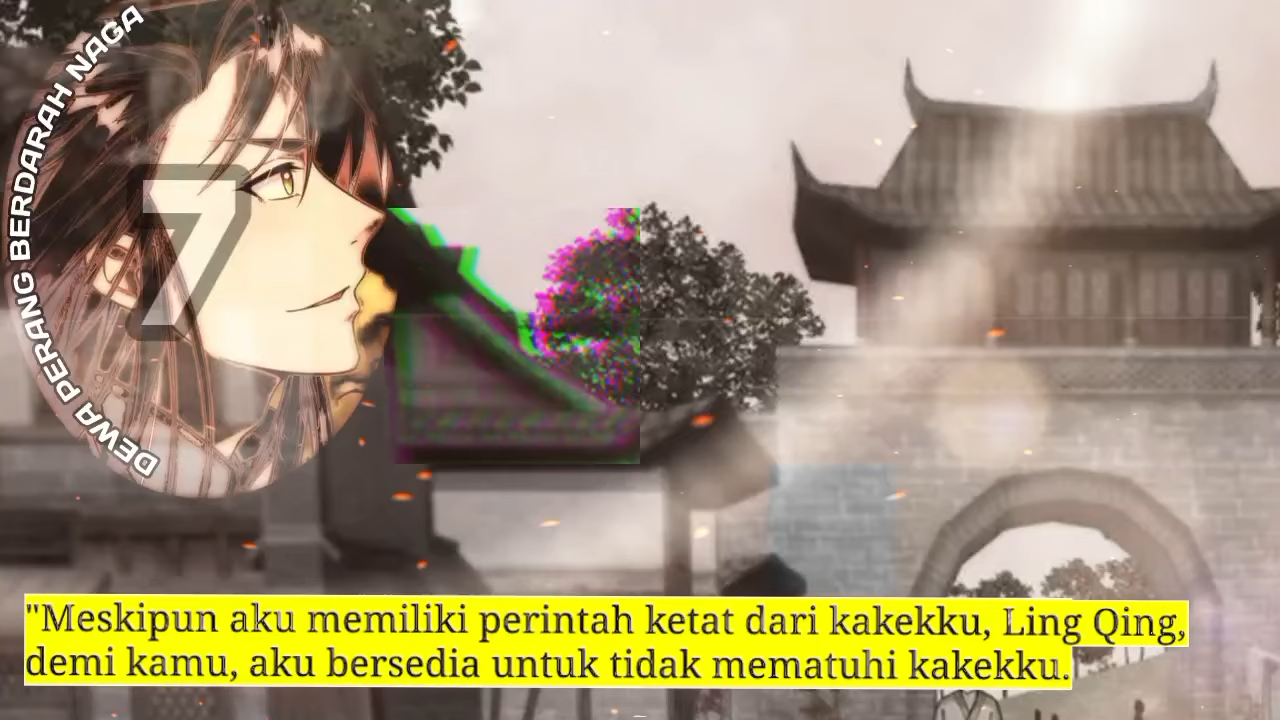 DEWA PERANG BERDARAH NAGA
7
"Meskipun aku memiliki perintah ketat dari kakekku, Ling Qing,
demi kamu, aku bersedia untuk tidak mematuhi kakekku.